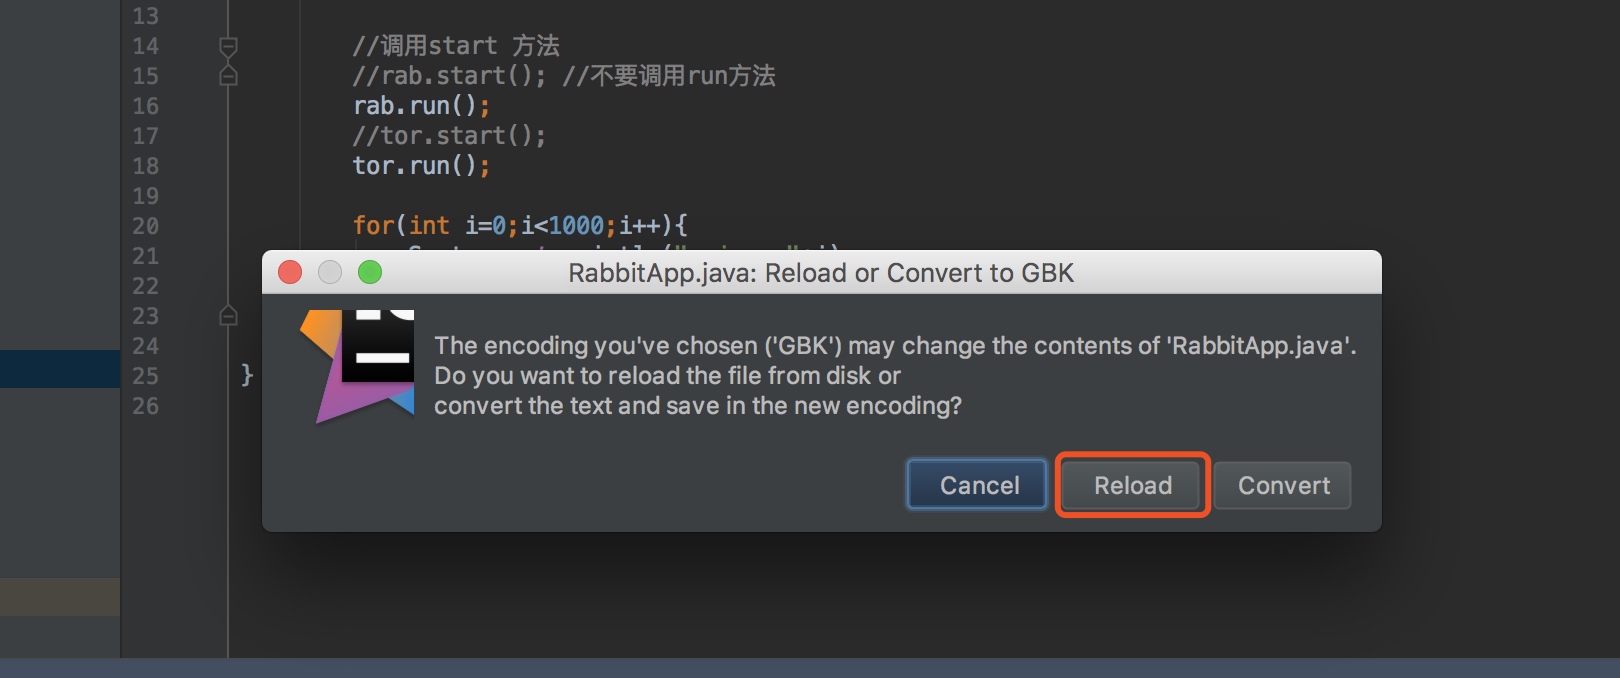 13
14 //调用start 方法
15 //rab.start(); //不要调用run方法
16 rab.run();
17 //tor.start();
18 tor.run();
19
20 for(int i=0;i<1000;i++){
21
22
23
24
25 }
26
RabbitApp.java: Reload or Convert to GBK
The encoding you've chosen ('GBK') may change the contents of 'RabbitApp.java'.
Do you want to reload the file from disk or
convert the text and save in the new encoding?
Cancel Reload Convert